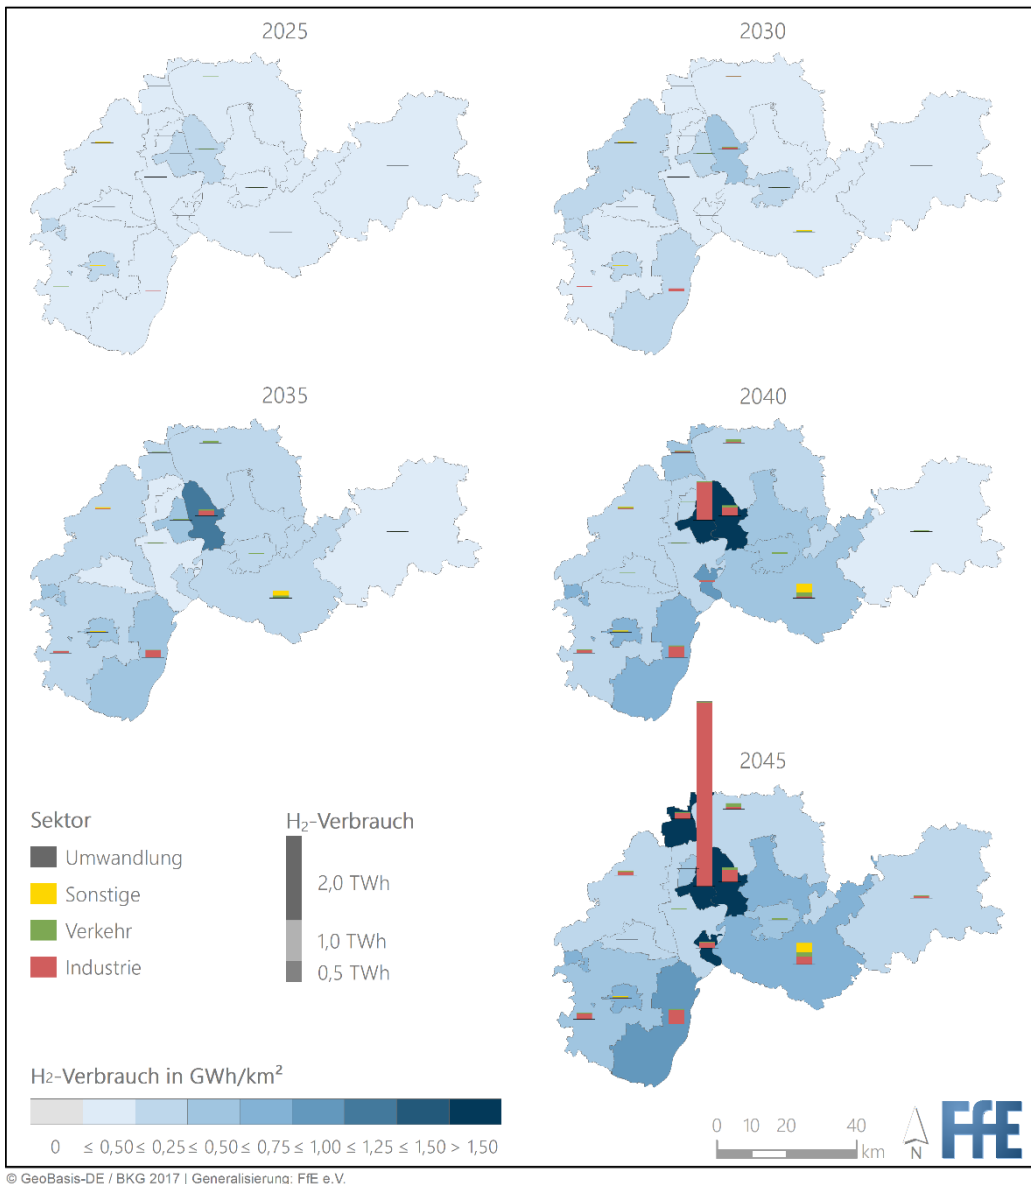 2025
2030
2035
2040
2045
Sektor
Umwandlung
Sonstige
Verkehr
Industrie
H₂-Verbrauch
2,0 TWh
1,0 TWh
0,5 TWh
H₂-Verbrauch in GWh/km²
0 ≤ 0,50 ≤ 0,25 ≤ 0,50 ≤ 0,75 ≤ 1,00 ≤ 1,25 ≤ 1,50 > 1,50
0 10 20 40
km
N
FfE
© GeoBasis-DE / BKG 2017 | Generalisierung: FfE e.V.